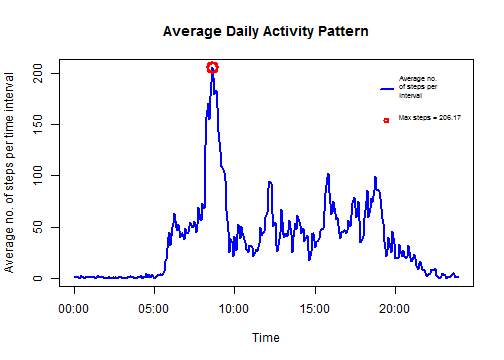 Average Daily Activity Pattern
Average no. of steps per time interval
200
150
100
50
0
Average no.
of steps per
interval
Max steps = 206.17
00:00
05:00
10:00
15:00
20:00
Time